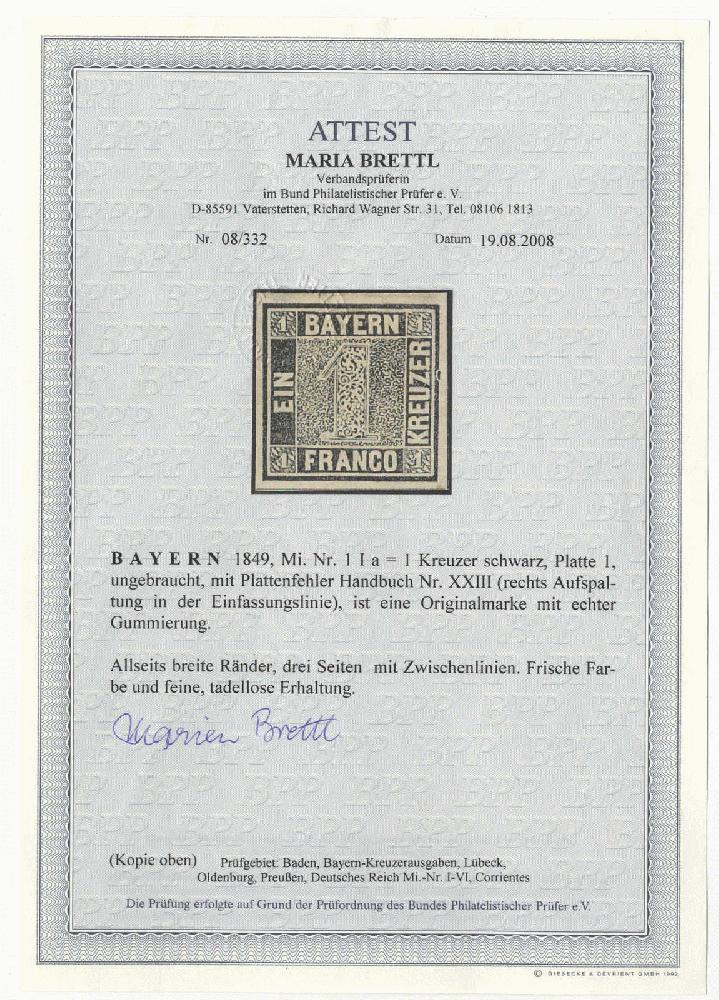 ATTEST
MARIA BRETTL
Verbandsprüferin
im Bund Philatelistischer Prüfer e. V.
D-85591 Vaterstetten, Richard Wagner Str. 31, Tel. 08106 1813
Nr. 08/332 Datum 19.08.2008
1 BAYERN 1
EIN 1 KREUZER
1 FRANCO 1
BAYERN 1849, Mi. Nr. 1 I a = 1 Kreuzer schwarz, Platte 1,
ungebraucht, mit Plattenfehler Handbuch Nr. XXIII (rechts Aufspal-
tung in der Einfassungslinie), ist eine Originalmarke mit echter
Gummierung.
Allseits breite Ränder, drei Seiten mit Zwischenlinien. Frische Far-
be und feine, tadellose Erhaltung.
Maria Brettl
(Kopie oben) Prüfgebiet: Baden, Bayern-Kreuzerausgaben, Lübeck,
Oldenburg, Preußen, Deutsches Reich Mi.-Nr. I-VI, Corrientes
Die Prüfung erfolgte auf Grund der Prüfordnung des Bundes Philatelistischer Prüfer e.V.
© GIESECKE & DEVRIENT GMBH 1992